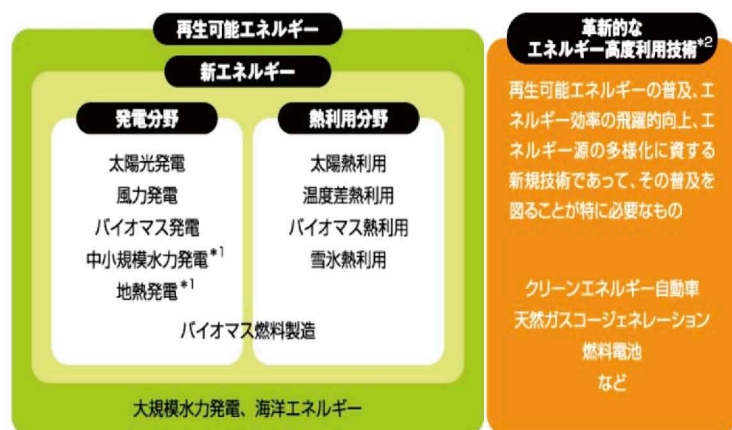 再生可能エネルギー
新エネルギー
発電分野
太陽光発電
風力発電
バイオマス発電
中小規模水力発電*1
地熱発電*1
熱利用分野
太陽熱利用
温度差熱利用
バイオマス熱利用
雪氷熱利用
バイオマス燃料製造
大規模水力発電、海洋エネルギー
革新的な
エネルギー高度利用技術*2
再生可能エネルギーの普及、エ
ネルギー効率の飛躍的向上、エ
ネルギー源の多様化に資する
新規技術であって、その普及を
図ることが特に必要なもの
クリーンエネルギー自動車
天然ガスコージェネレーション
燃料電池
など